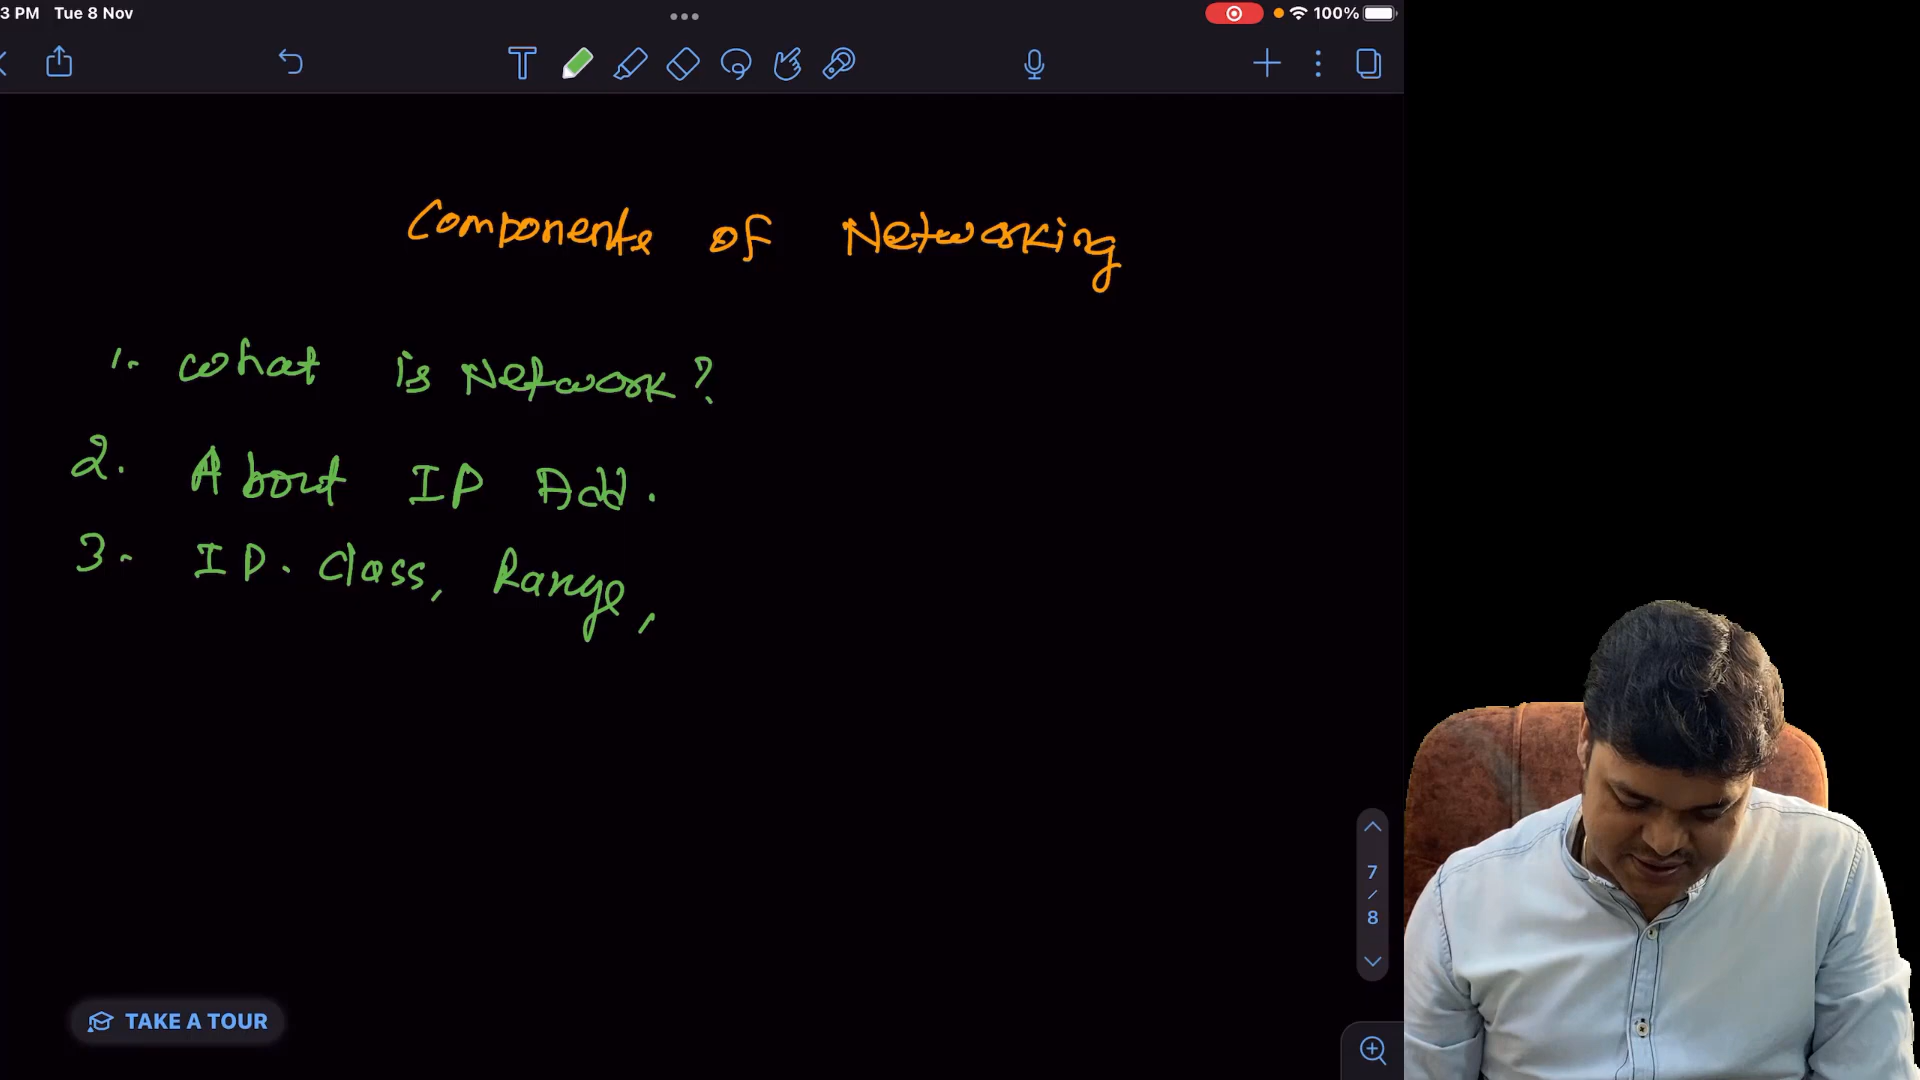 3 PM Tue 8 Nov
100%
Components of Networking
1. What is Network?
2. About IP Add.
3. IP. Class, Range,
7
/
8
TAKE A TOUR